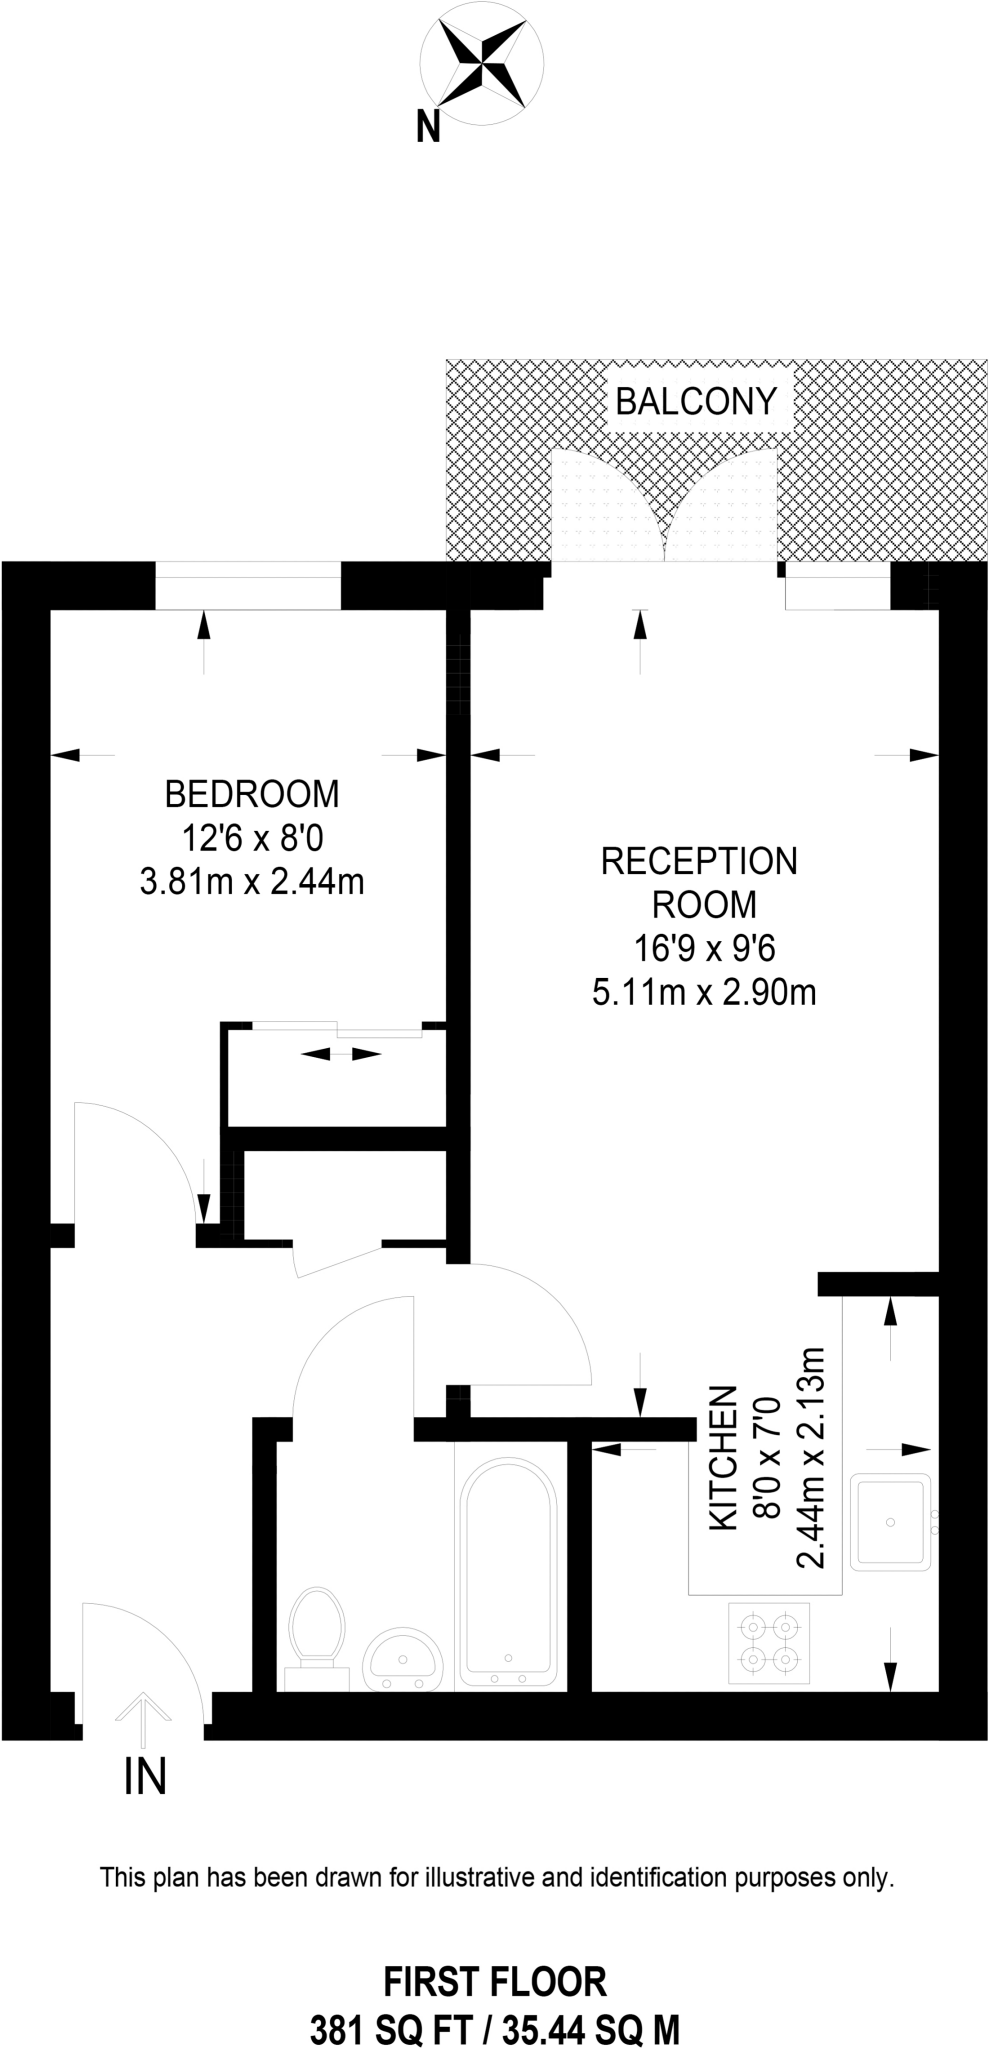 N
BALCONY
BEDROOM
12'6 x 8'0
3.81m x 2.44m
RECEPTION
ROOM
16'9 x 9'6
5.11m x 2.90m
KITCHEN
8'0 x 7'0
2.44m x 2.13m
IN
This plan has been drawn for illustrative and identification purposes only.
FIRST FLOOR
381 SQ FT / 35.44 SQ M